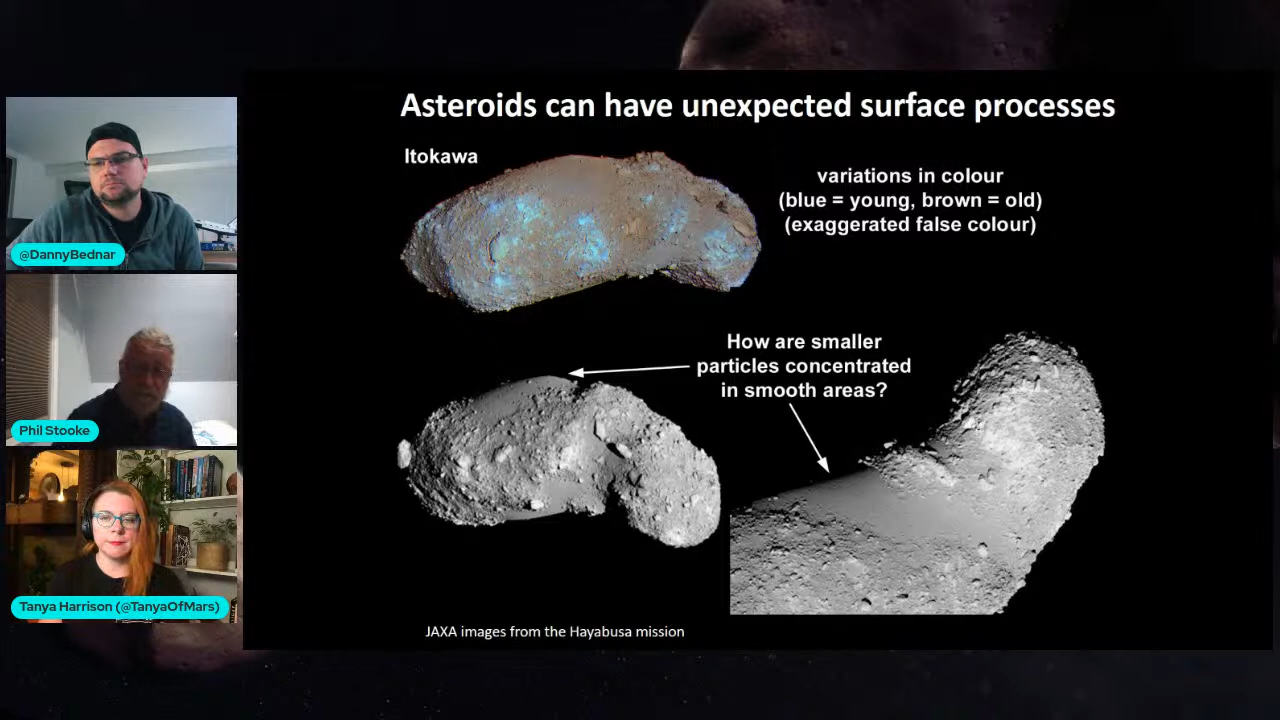 Asteroids can have unexpected surface processes
Itokawa
variations in colour
(blue = young, brown = old)
(exaggerated false colour)
How are smaller
particles concentrated
in smooth areas?
JAXA images from the Hayabusa mission
@DannyBednar
Phil Stooke
Tanya Harrison (@TanyaOfMars)